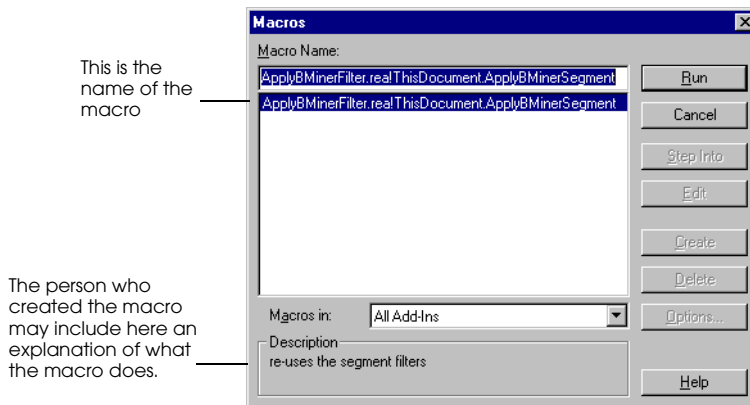 Macros
Macro Name:
This is the
name of the
macro
ApplyBMinerFilter.rea!ThisDocument.ApplyBMinerSegment
ApplyBMinerFilter.rea!ThisDocument.ApplyBMinerSegment
Run
Cancel
Step Into
Edit
Create
Delete
Options...
The person who
created the macro
may include here an
explanation of what
the macro does.
Macros in:
All Add-Ins
Description
re-uses the segment filters
Help